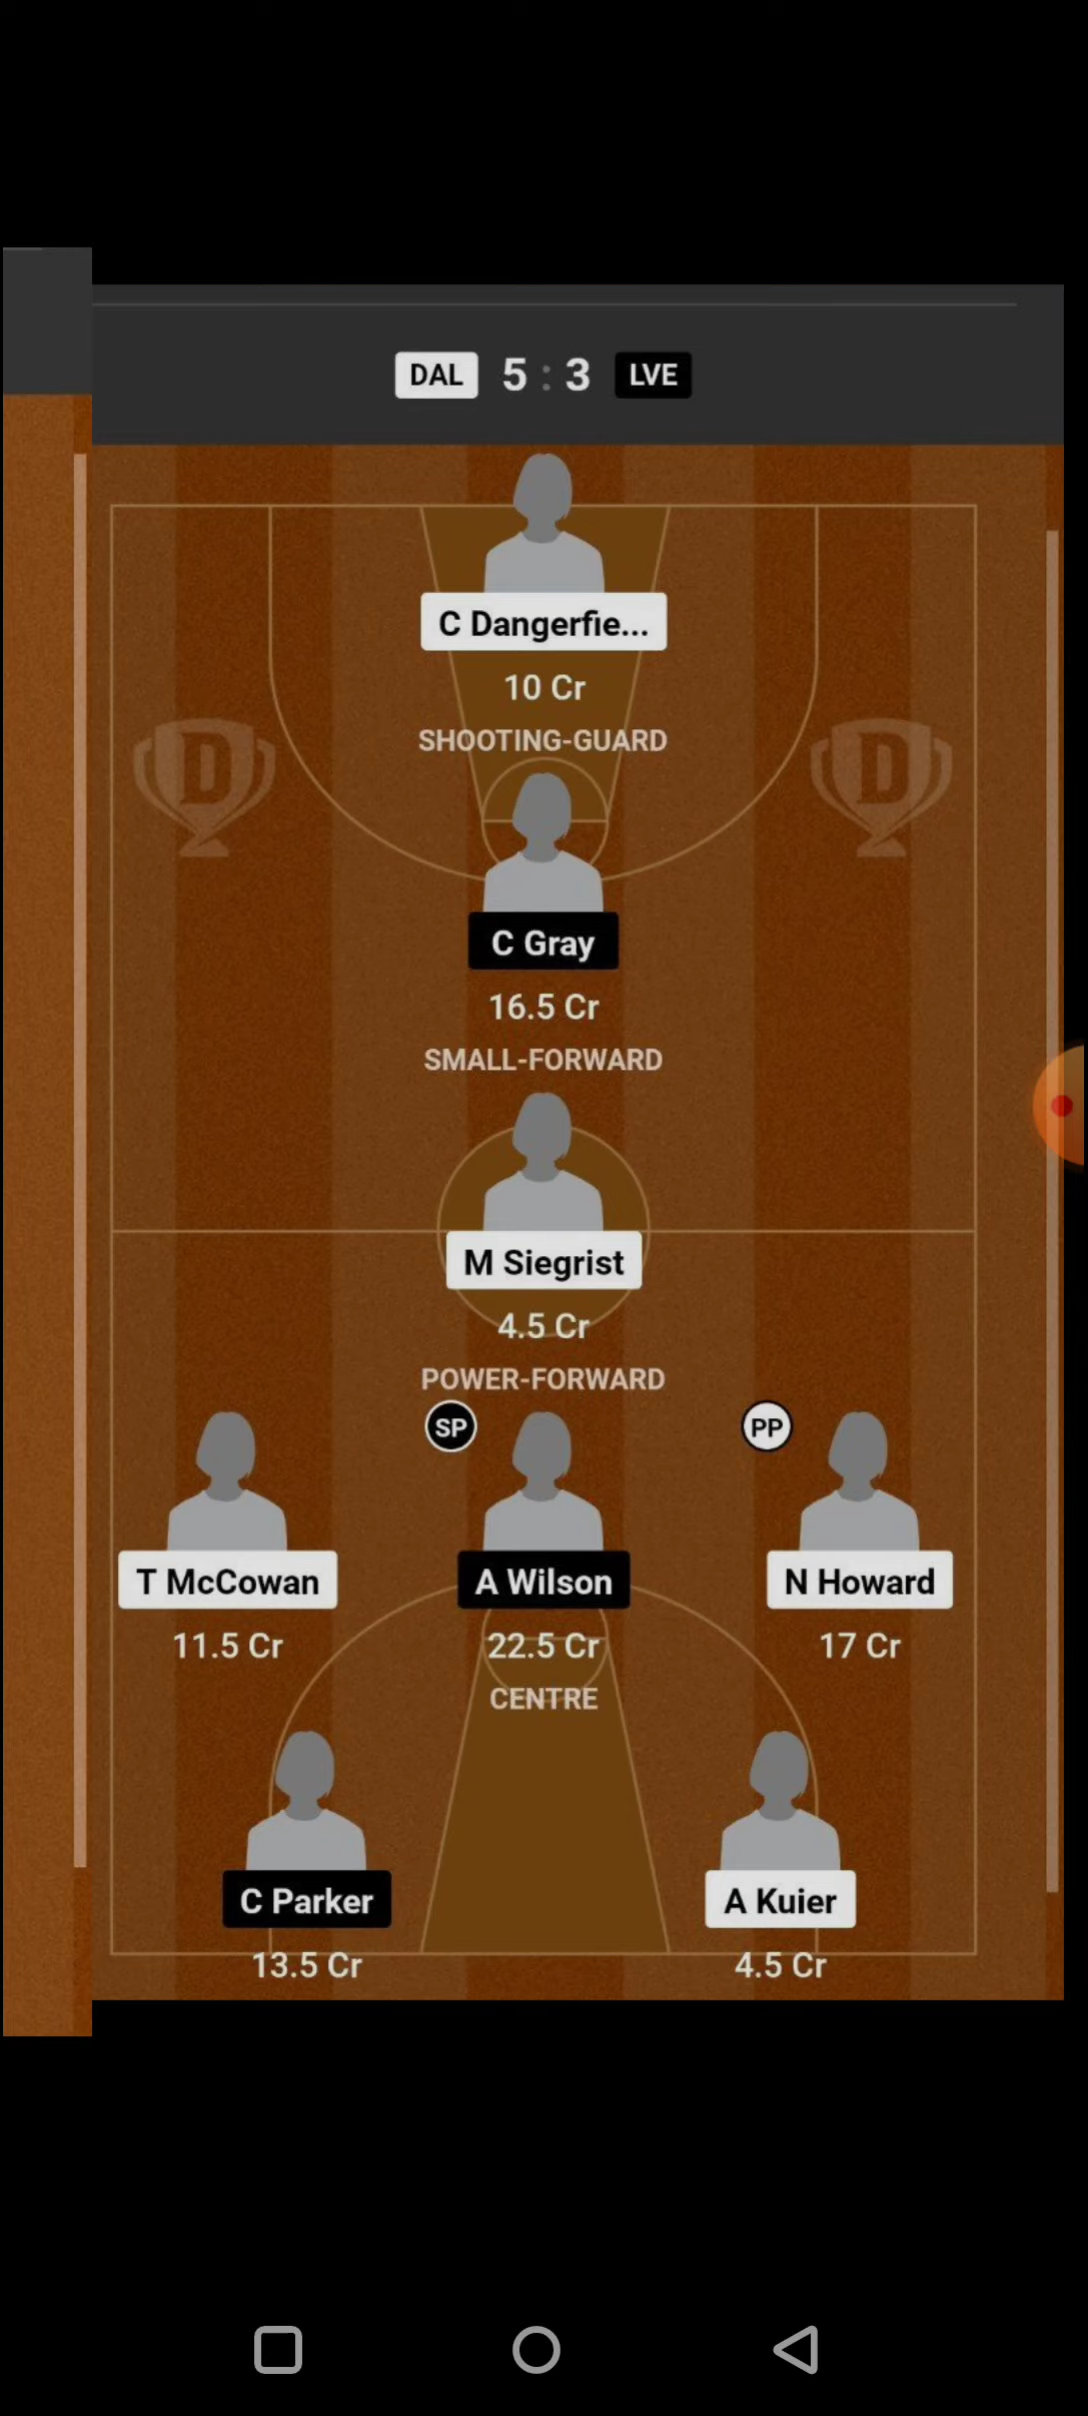 DAL 5 : 3 LVE
C Dangerfie...
10 Cr
SHOOTING-GUARD
C Gray
16.5 Cr
SMALL-FORWARD
M Siegrist
4.5 Cr
POWER-FORWARD
SP PP
T McCowan A Wilson N Howard
11.5 Cr 22.5 Cr 17 Cr
CENTRE
C Parker A Kuier
13.5 Cr 4.5 Cr
D D